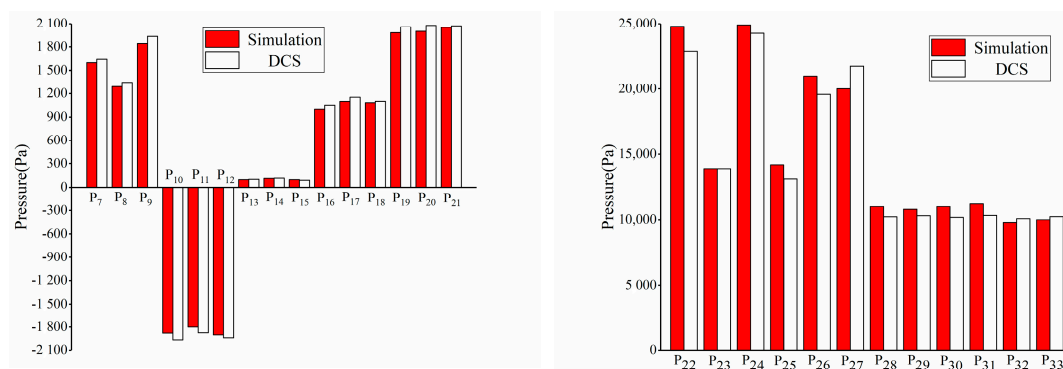 2 100
1 800
1 500
1 200
900
600
300
0
-300
-600
-900
-1 200
-1 500
-1 800
-2 100
Pressure(Pa)
Simulation
DCS
P10 P11 P12
P7 P8 P9 P13 P14 P15 P16 P17 P18 P19 P20 P21
25,000
20,000
15,000
10,000
5 000
0
Pressure(Pa)
Simulation
DCS
P22 P23 P24 P25 P26 P27 P28 P29 P30 P31 P32 P33